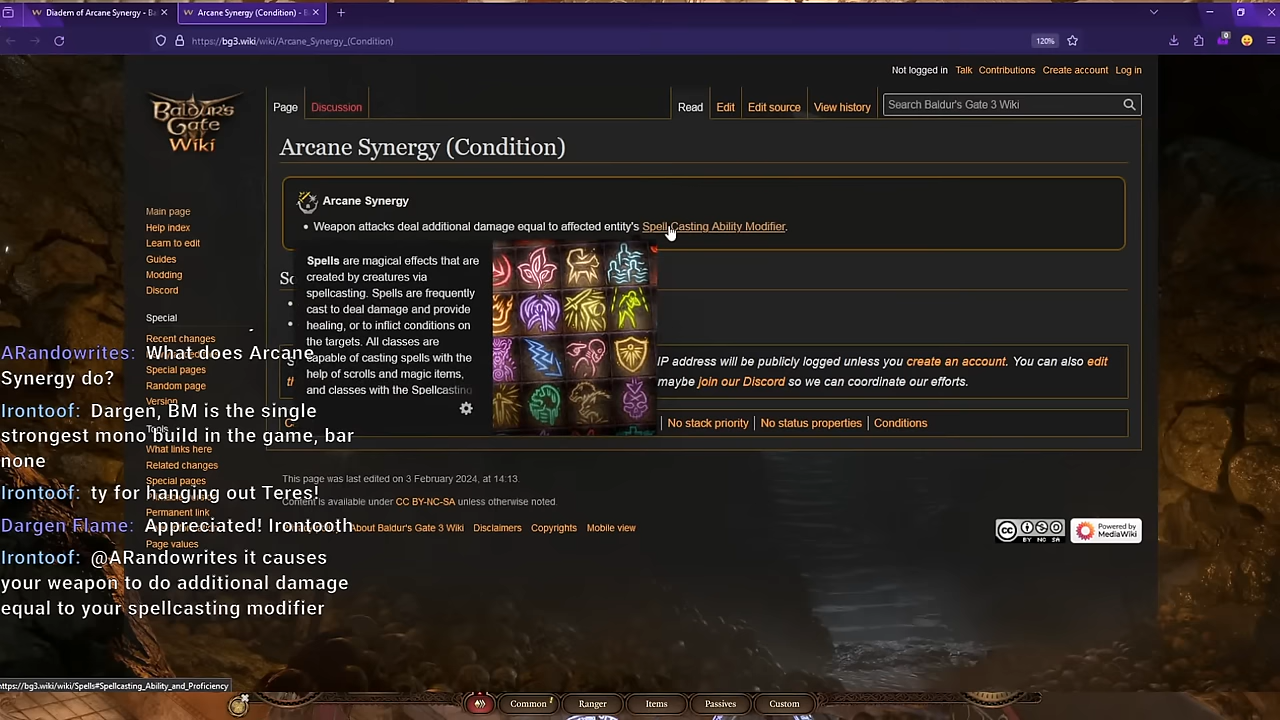 Diadem of Arcane Synergy - Ba
Arcane Synergy (Condition) - B
https://bg3.wiki/wiki/Arcane_Synergy_(Condition)
120%
0
Not logged in Talk Contributions Create account Log in
Baldur's Gate Wiki
Page Discussion Read Edit Edit source View history Search Baldur's Gate 3 Wiki
Arcane Synergy (Condition)
Arcane Synergy
• Weapon attacks deal additional damage equal to affected entity's Spell Casting Ability Modifier.
Main page
Help index
Learn to edit
Guides
Modding
Discord
Special
Recent changes
Special pages
Random page
Version
Tools
What links here
Related changes
Special pages
Permanent link
Page values
Spells are magical effects that are
created by creatures via
spellcasting. Spells are frequently
cast to deal damage and provide
healing, or to inflict conditions on
the targets. All classes are
capable of casting spells with the
help of scrolls and magic items,
and classes with the Spellcasting
So
IP address will be publicly logged unless you create an account. You can also edit
th
maybe join our Discord so we can coordinate our efforts.
C
No stack priority | No status properties | Conditions
This page was last edited on 3 February 2024, at 14:13.
Content is available under CC BY-NC-SA unless otherwise noted.
About Baldur's Gate 3 Wiki Disclaimers Copyrights Mobile view
BY NC SA
Powered by
MediaWiki
ARandowrites: What does Arcane
Synergy do?
Irontoof: Dargen, BM is the single
strongest mono build in the game, bar
none
Irontoof: ty for hanging out Teres!
Dargen Flame: Appreciated! Irontooth
Irontoof: @ARandowrites it causes
your weapon to do additional damage
equal to your spellcasting modifier
https://bg3.wiki/wiki/Spells#Spellcasting_Ability_and_Proficiency
Common Ranger Items Passives Custom